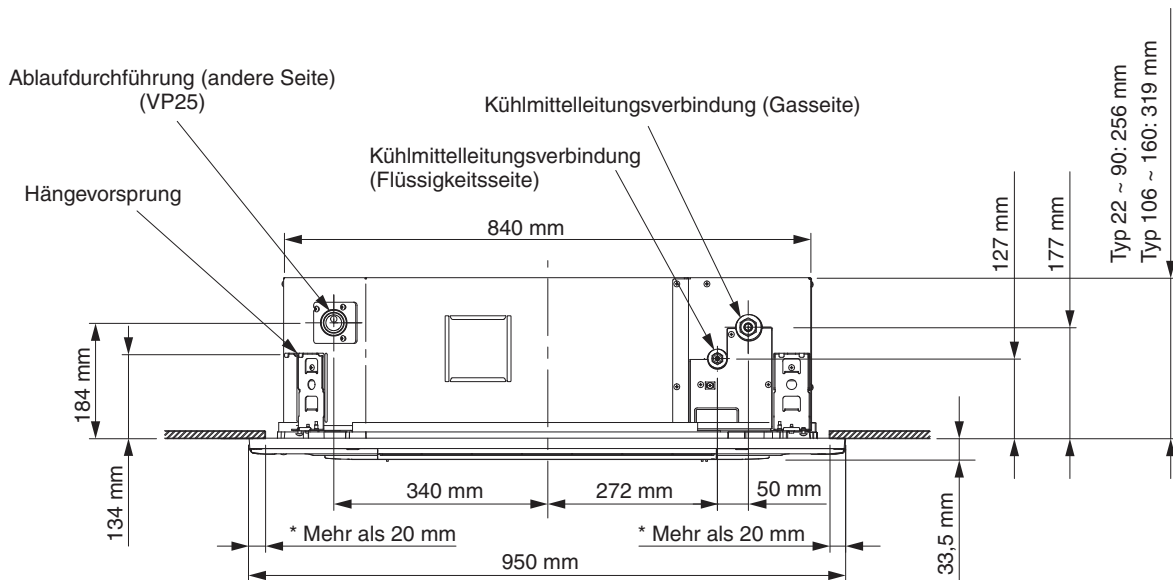 Ablaufdurchführung (andere Seite)
(VP25)
Kühlmittelleitungsverbindung (Gasseite)
Kühlmittelleitungsverbindung
(Flüssigkeitsseite)
Hängevorsprung
840 mm
127 mm
177 mm
Typ 22 ~ 90: 256 mm
Typ 106 ~ 160: 319 mm
184 mm
134 mm
340 mm
272 mm
50 mm
33,5 mm
* Mehr als 20 mm
* Mehr als 20 mm
950 mm